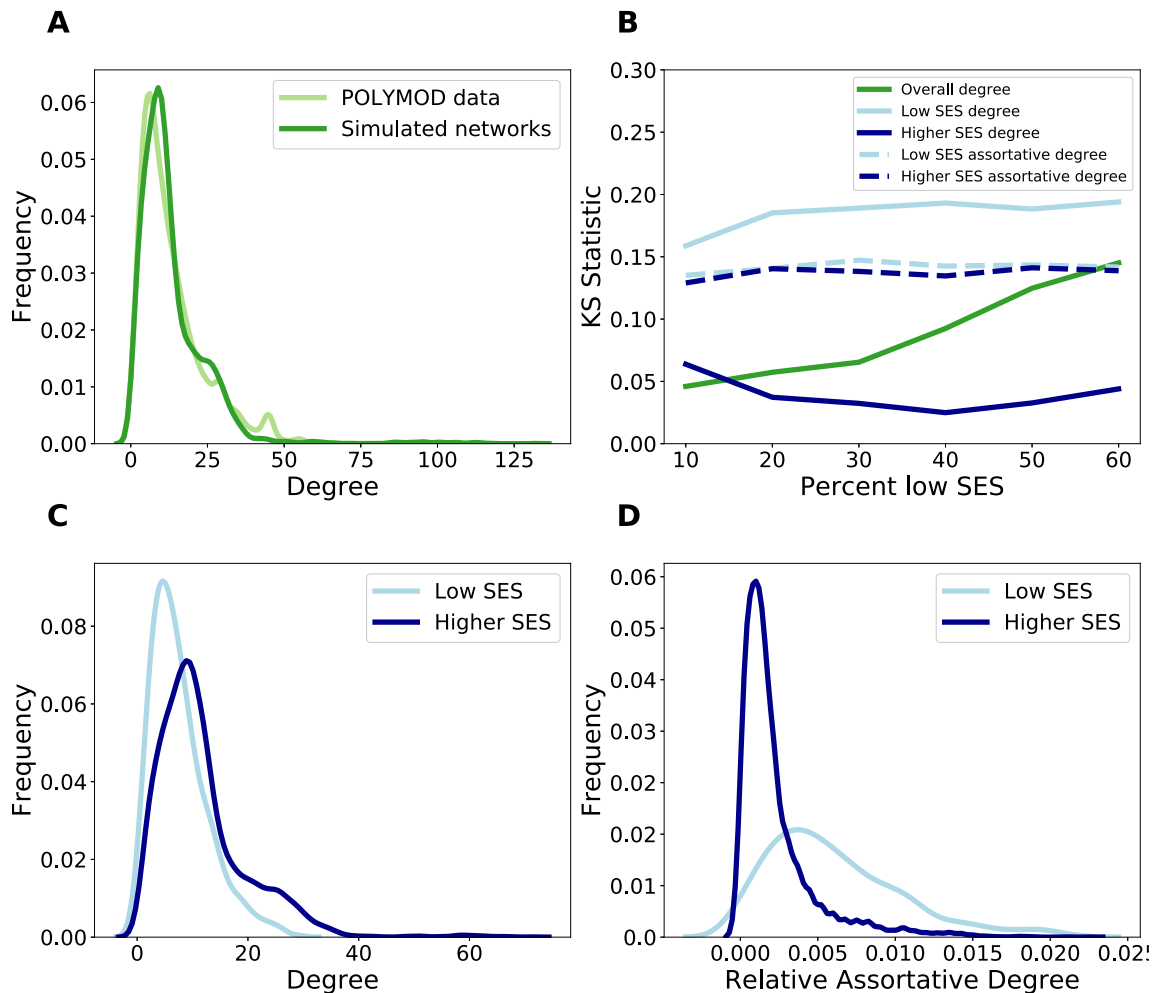 A
0.06
0.05
0.04
0.03
0.02
0.01
0.00
Frequency
POLYMOD data
Simulated networks
0
25
50
75
100
125
Degree
B
0.30
0.25
0.20
0.15
0.10
0.05
0.00
KS Statistic
Overall degree
Low SES degree
Higher SES degree
Low SES assortative degree
Higher SES assortative degree
10
20
30
40
50
60
Percent low SES
C
0.08
0.06
0.04
0.02
0.00
Frequency
Low SES
Higher SES
0
20
40
60
Degree
D
0.06
0.05
0.04
0.04
0.03
0.02
0.01
0.00
Frequency
Low SES
Higher SES
0.000
0.005
0.010
0.015
0.020
0.025
Relative Assortative Degree